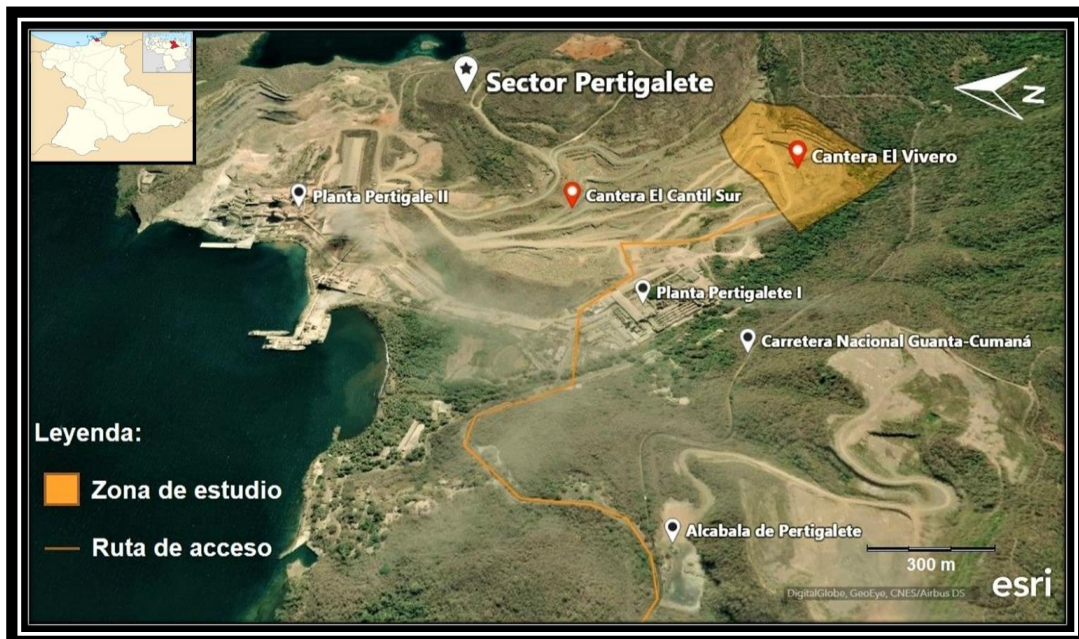 Sector Pertigalete
N
Cantera El Vivero
Planta Pertigale II
Cantera El Cantil Sur
Planta Pertigalete I
Carretera Nacional Guanta-Cumaná
Leyenda:
Zona de estudio
Ruta de acceso
Alcabala de Pertigalete
300 m
DigitalGlobe, GeoEye, CNES/Airbus DS
esri